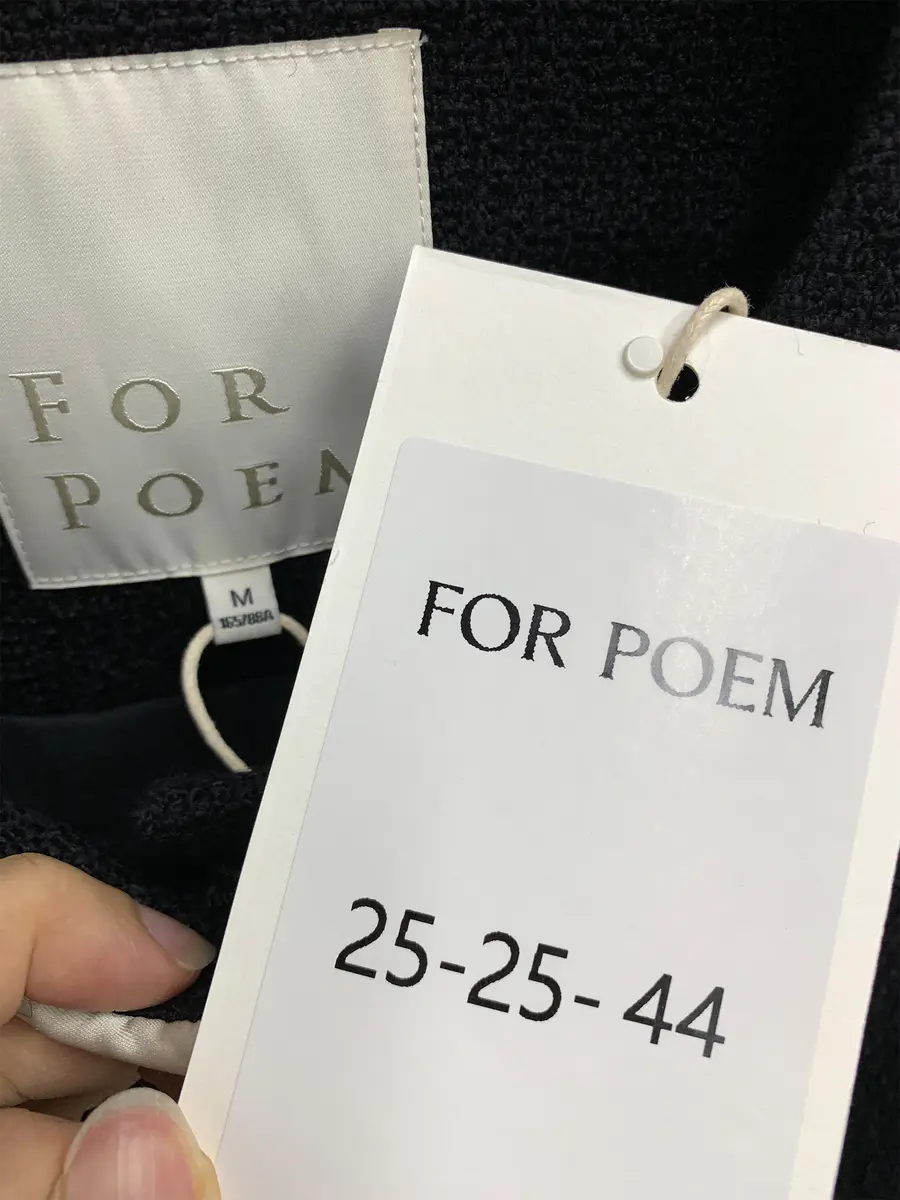 FOR
POEM
M
165/88A
FOR POEM
25-25-44